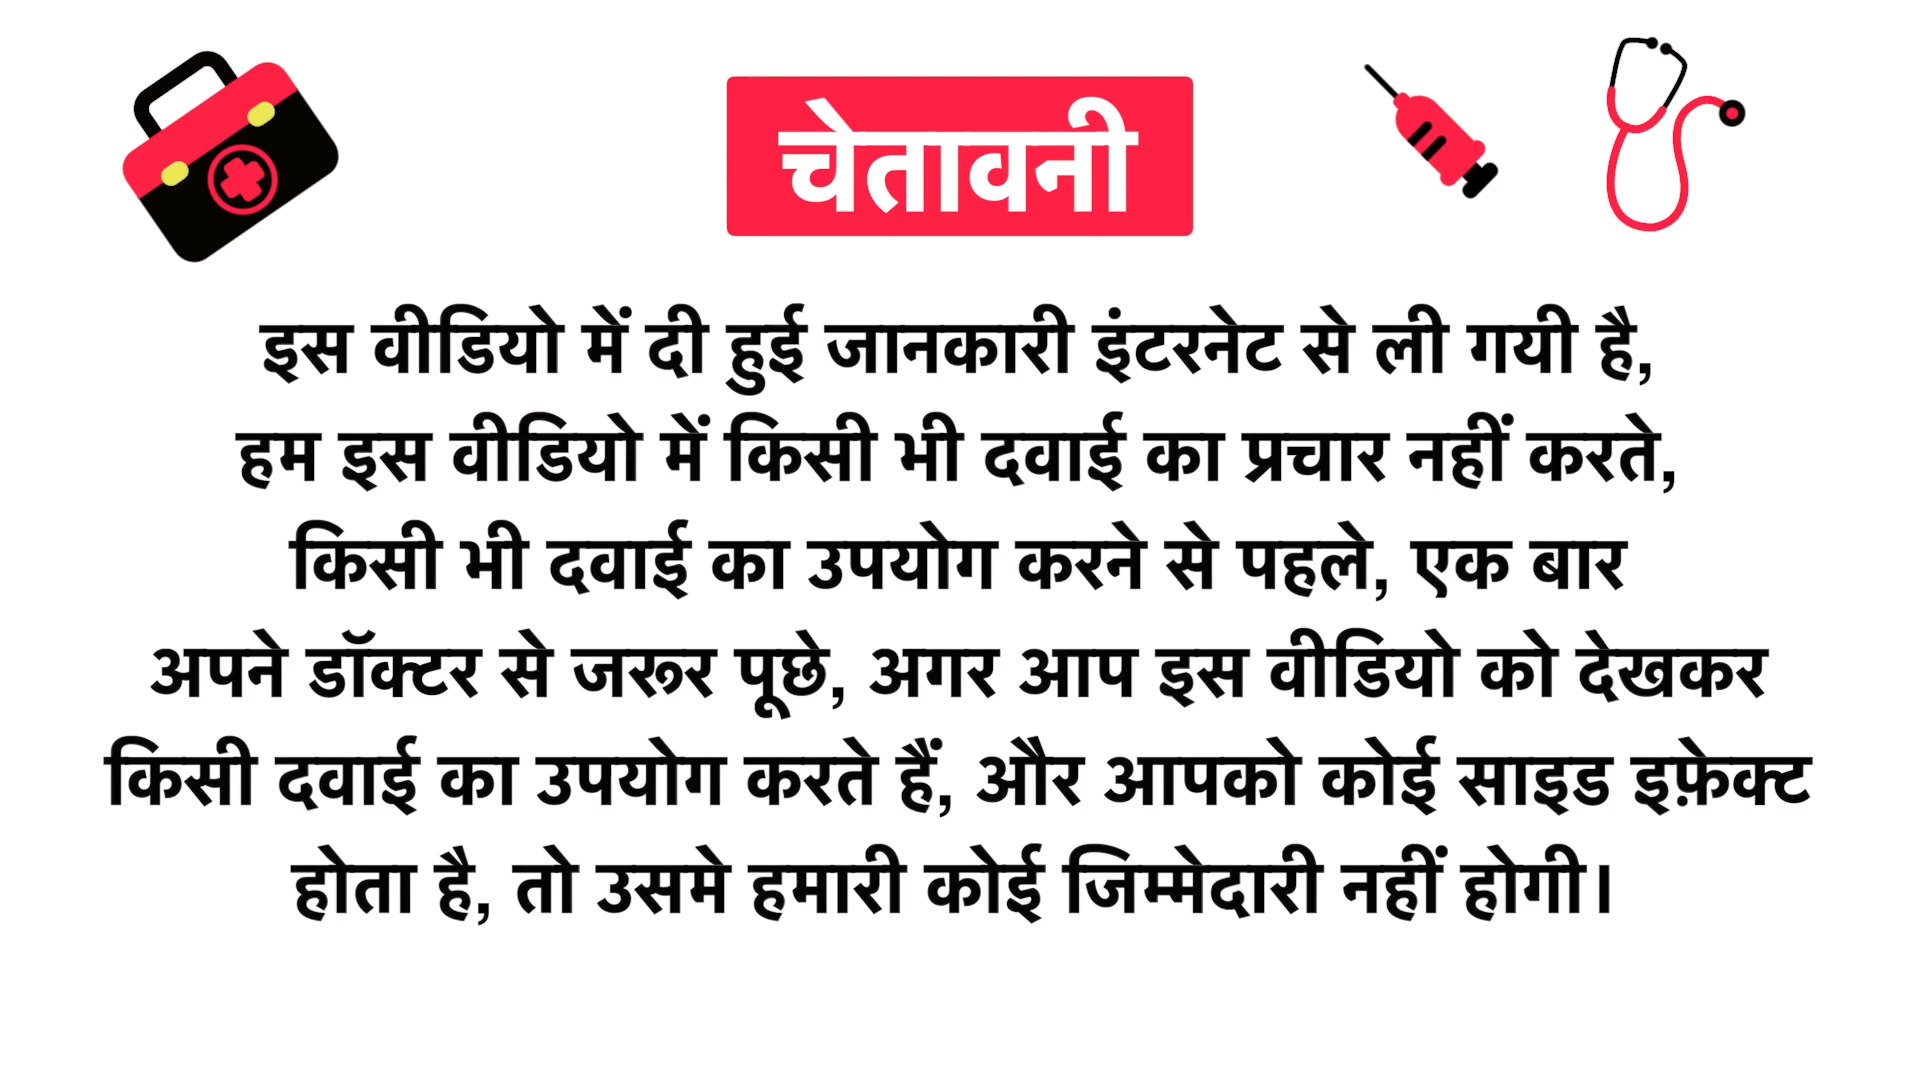 चेतावनी
इस वीडियो में दी हुई जानकारी इंटरनेट से ली गयी है,
हम इस वीडियो में किसी भी दवाई का प्रचार नहीं करते,
किसी भी दवाई का उपयोग करने से पहले, एक बार
अपने डॉक्टर से जरूर पूछे, अगर आप इस वीडियो को देखकर
किसी दवाई का उपयोग करते हैं, और आपको कोई साइड इफ़ेक्ट
होता है, तो उसमे हमारी कोई जिम्मेदारी नहीं होगी।